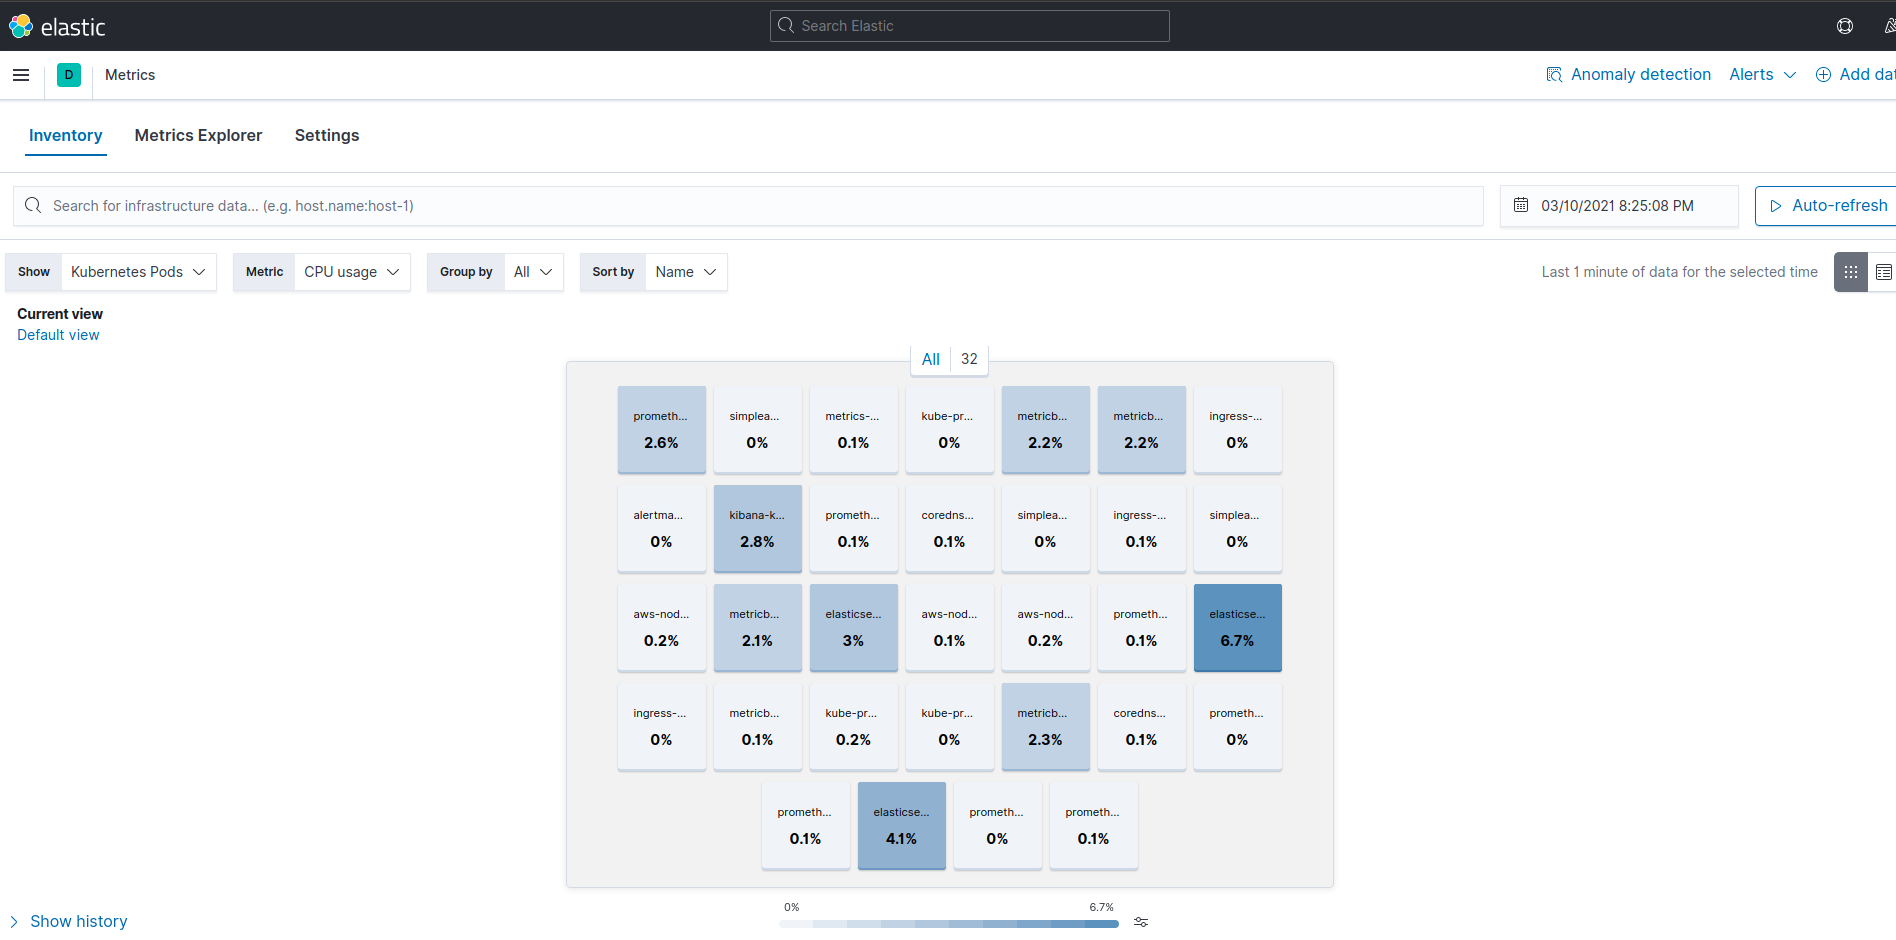 elastic
Search Elastic
D
Metrics
Anomaly detection
Alerts
Add dat
Inventory
Metrics Explorer
Settings
Search for infrastructure data... (e.g. host.name:host-1)
03/10/2021 8:25:08 PM
Auto-refresh
Show
Kubernetes Pods
Metric
CPU usage
Group by
All
Sort by
Name
Last 1 minute of data for the selected time
Current view
Default view
All
32
prometh...
2.6%
simplea...
0%
metrics-...
0.1%
kube-pr...
0%
metricb...
2.2%
metricb...
2.2%
ingress-...
0%
alertma...
0%
kibana-k...
2.8%
prometh...
0.1%
coredns...
0.1%
simplea...
0%
ingress-...
0.1%
simplea...
0%
aws-nod...
0.2%
metricb...
2.1%
elasticse...
3%
aws-nod...
0.1%
aws-nod...
0.2%
prometh...
0.1%
elasticse...
6.7%
ingress-...
0%
metricb...
0.1%
kube-pr...
0.2%
kube-pr...
0%
metricb...
2.3%
coredns...
0.1%
prometh...
0%
prometh...
0.1%
elasticse...
4.1%
prometh...
0%
prometh...
0.1%
0%
6.7%
Show history